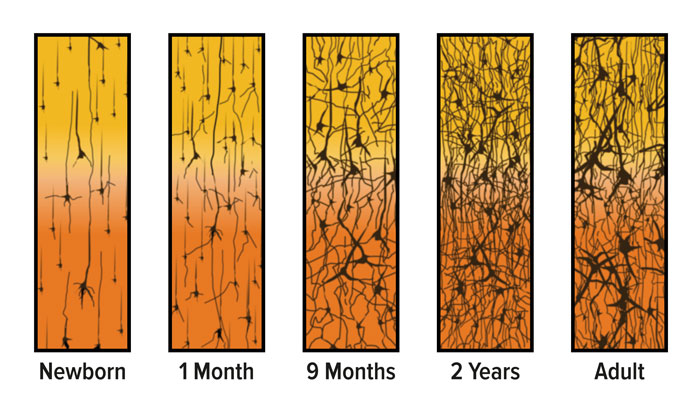 Newborn
1 Month
9 Months
2 Years
Adult